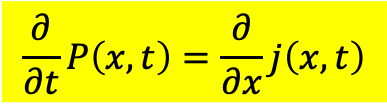 ∂/∂t P(x, t) = ∂/∂x j(x, t)